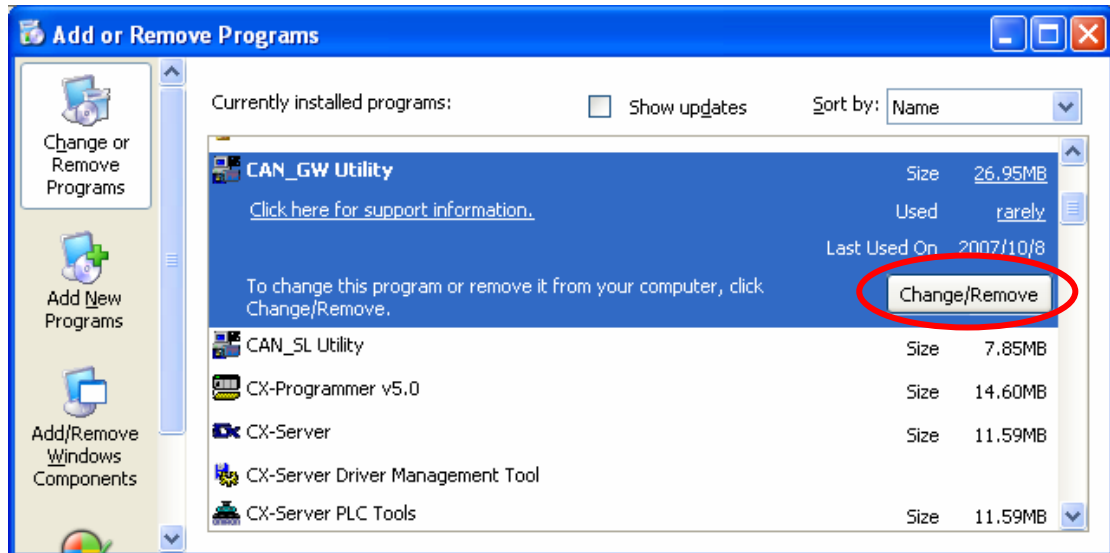 Add or Remove Programs
Change or
Remove
Programs
Add New
Programs
Add/Remove
Windows
Components
Currently installed programs:
Show updates
Sort by: Name
CAN_GW Utility Size 26.95MB
Click here for support information. Used rarely
Last Used On 2007/10/8
To change this program or remove it from your computer, click
Change/Remove.
Change/Remove
CAN_SL Utility Size 7.85MB
CX-Programmer v5.0 Size 14.60MB
CX-Server Size 11.59MB
CX-Server Driver Management Tool
CX-Server PLC Tools Size 11.59MB